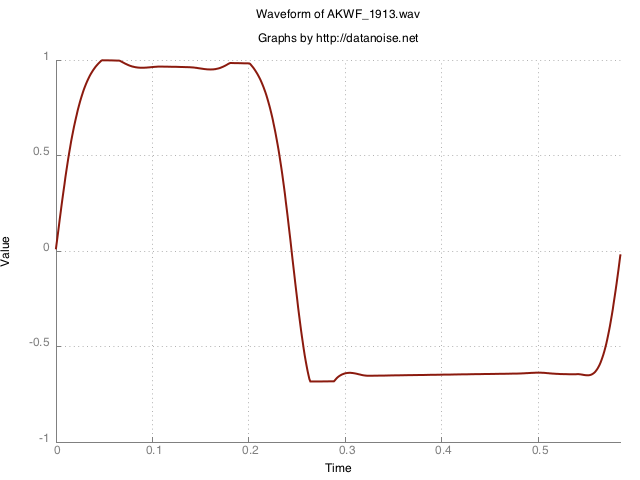 Waveform of AKWF_1913.wav
Graphs by http://datanoise.net
1
0.5
0
-0.5
-1
Value
0 0.1 0.2 0.3 0.4 0.5
Time